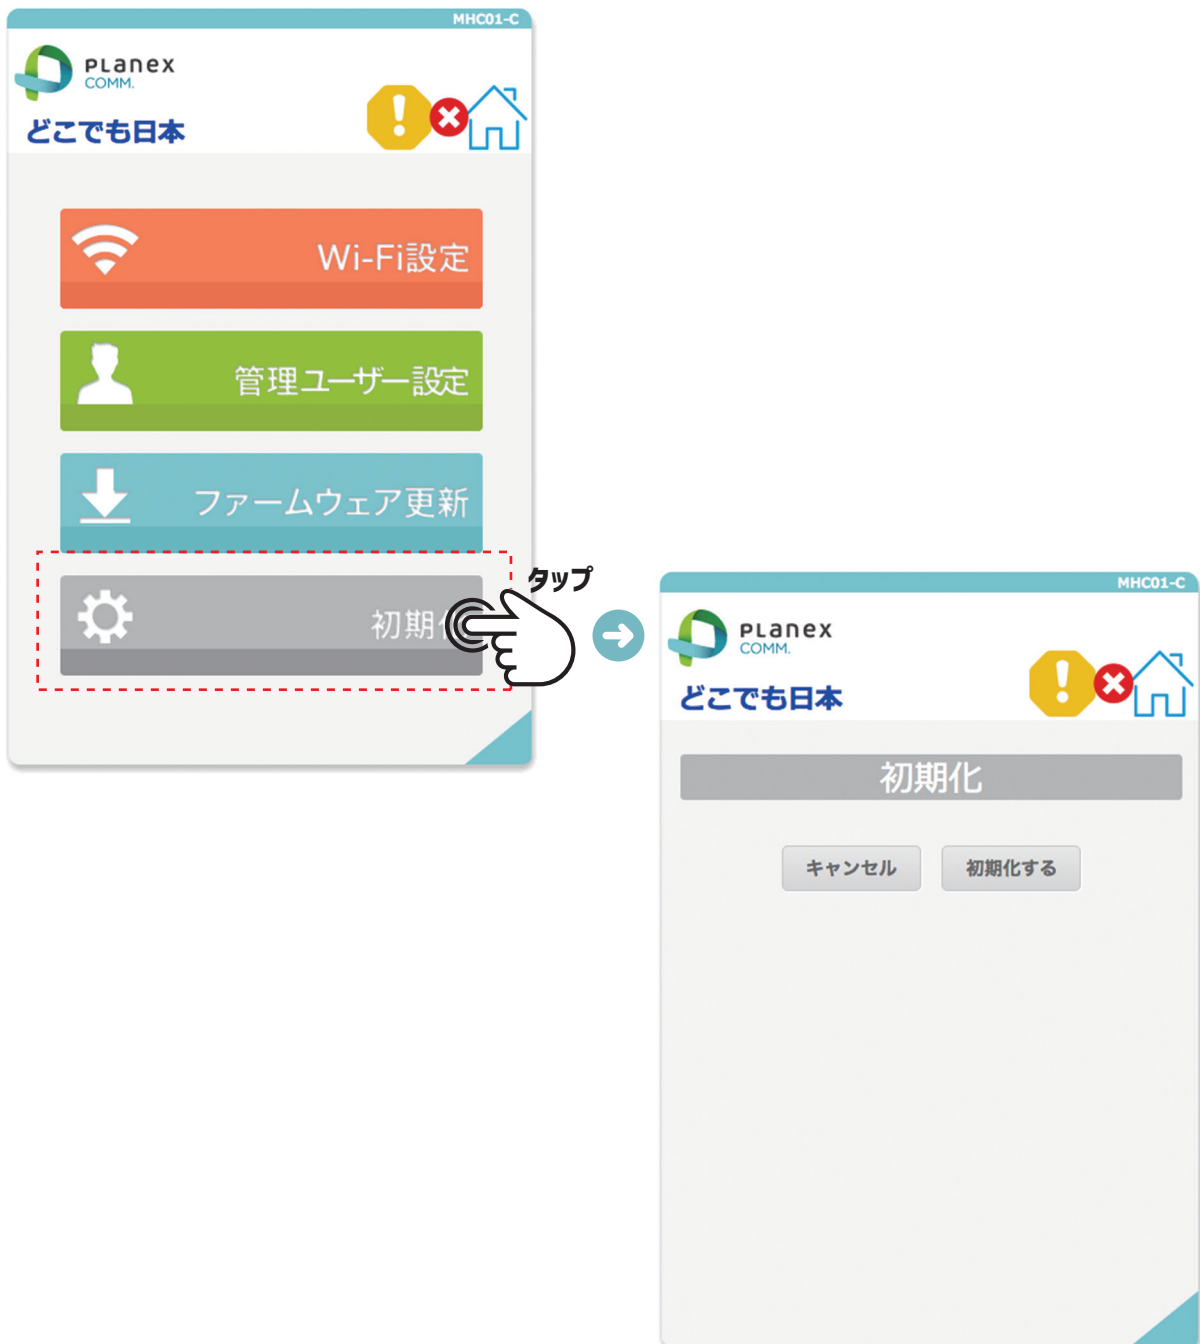 MHC01-C
PLANEX
COMM.
どこでも日本
Wi-Fi設定
管理ユーザー設定
ファームウェア更新
初期化
タップ
MHC01-C
PLANEX
COMM.
どこでも日本
初期化
キャンセル 初期化する